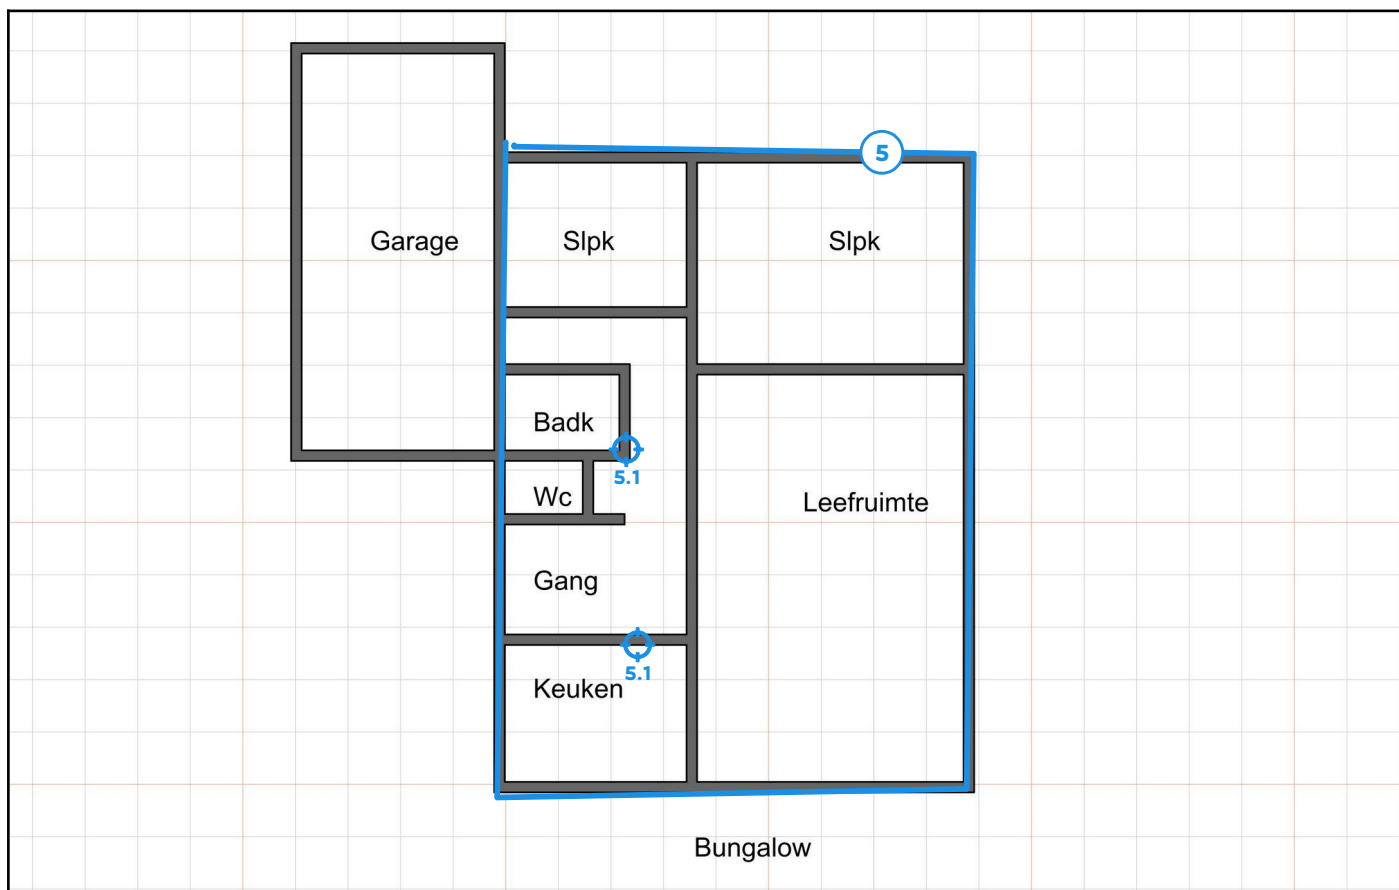 5
Garage
Slpk
Slpk
Badk
5.1
Wc
Leefruimte
Gang
5.1
Keuken
Bungalow